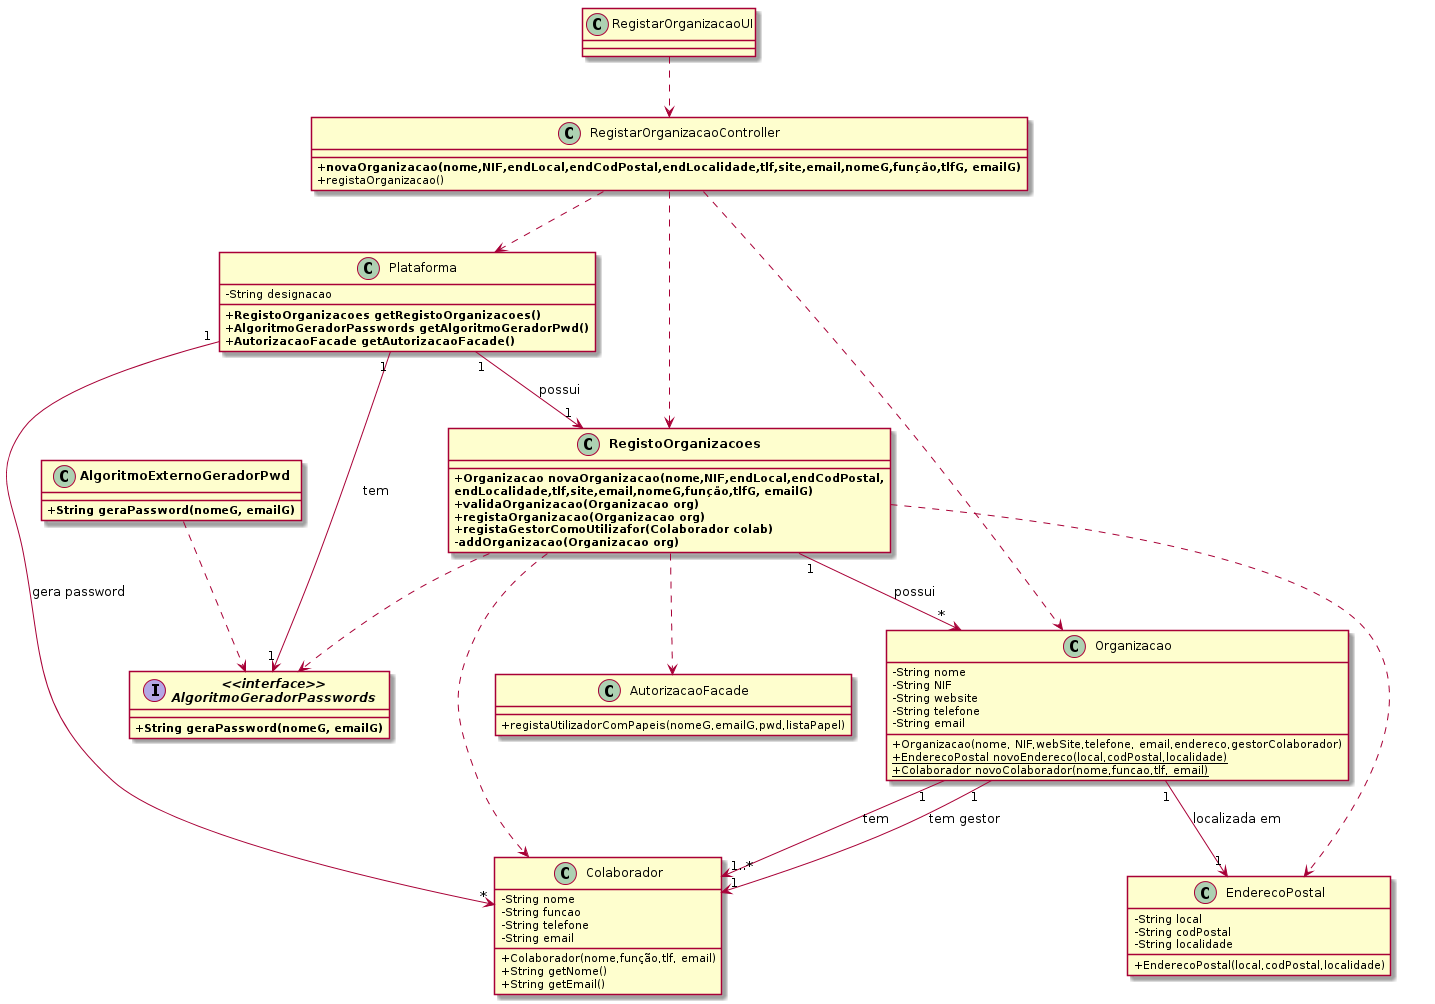 C RegistarOrganizacaoUI
C RegistarOrganizacaoController
+novaOrganizacao(nome,NIF,endLocal,endCodPostal,endLocalidade,tlf,site,email,nomeG,função,tlfG, emailG)
+registaOrganizacao()
C Plataforma
-String designacao
+RegistoOrganizacoes getRegistoOrganizacoes()
+AlgoritmoGeradorPasswords getAlgoritmoGeradorPwd()
+AutorizacaoFacade getAutorizacaoFacade()
1
1
1
possui
1
C RegistoOrganizacoes
+Organizacao novaOrganizacao(nome,NIF,endLocal,endCodPostal,
endLocalidade,tlf,site,email,nomeG,função,tlfG, emailG)
+validaOrganizacao(Organizacao org)
+registaOrganizacao(Organizacao org)
+registaGestorComoUtilizafor(Colaborador colab)
-addOrganizacao(Organizacao org)
C AlgoritmoExternoGeradorPwd
+String geraPassword(nomeG, emailG)
tem
gera password
1
possui
*
1
I <<interface>>
AlgoritmoGeradorPasswords
+String geraPassword(nomeG, emailG)
C AutorizacaoFacade
+registaUtilizadorComPapeis(nomeG,emailG,pwd,listaPapel)
C Organizacao
-String nome
-String NIF
-String website
-String telefone
-String email
+Organizacao(nome, NIF,webSite,telefone, email,endereco,gestorColaborador)
+EnderecoPostal novoEndereco(local,codPostal,localidade)
+Colaborador novoColaborador(nome,funcao,tlf, email)
1
1
1
tem
tem gestor
localizada em
1..*
1
1
*
C Colaborador
-String nome
-String funcao
-String telefone
-String email
+Colaborador(nome,função,tlf, email)
+String getNome()
+String getEmail()
C EnderecoPostal
-String local
-String codPostal
-String localidade
+EnderecoPostal(local,codPostal,localidade)